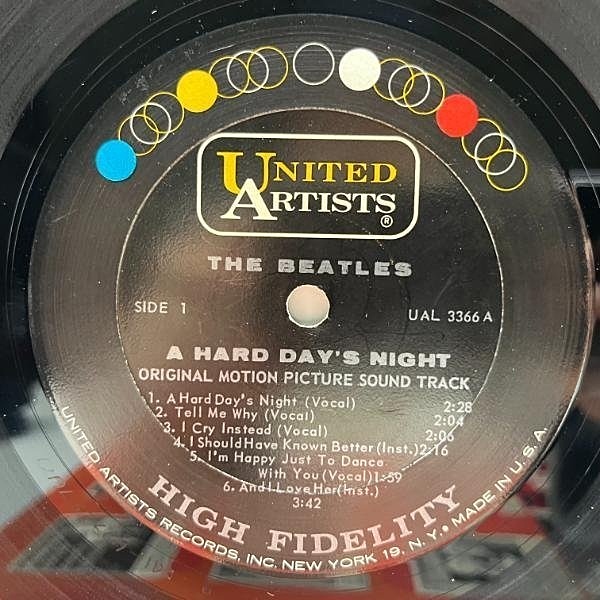 UNITED
ARTISTS®
THE BEATLES
SIDE 1
UAL 3366 A
A HARD DAY'S NIGHT
ORIGINAL MOTION PICTURE SOUND TRACK
1. A Hard Day's Night (Vocal) 2:28
2. Tell Me Why (Vocal) 2:04
3. I Cry Instead (Vocal) 2:06
4. I Should Have Known Better (Inst.) 2:16
5. I'm Happy Just To Dance
With You (Vocal) 1:59
6. And I Love Her (Inst.)
3:42
HIGH FIDELITY
UNITED ARTISTS RECORDS, INC. NEW YORK 19, N.Y. • MADE IN U.S.A.